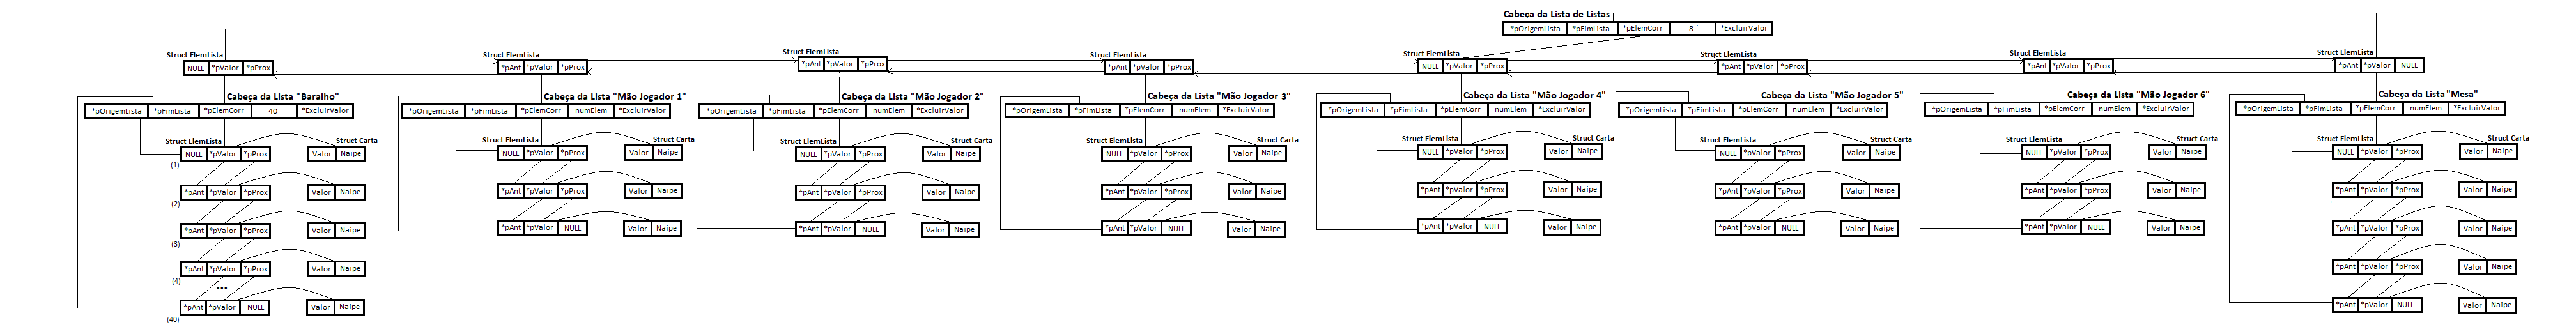 Cabeça da Lista de Listas
*pOrigemLista *pFimLista *pElemCorr 8 *ExcluirValor
Struct ElemLista Struct ElemLista Struct ElemLista Struct ElemLista Struct ElemLista Struct ElemLista Struct ElemLista Struct ElemLista
NULL *pValor *pProx *pAnt *pValor *pProx *pAnt *pValor *pProx *pAnt *pValor *pProx NULL *pValor *pProx *pAnt *pValor *pProx *pAnt *pValor *pProx *pAnt *pValor NULL
Cabeça da Lista "Baralho" Cabeça da Lista "Mão Jogador 1" Cabeça da Lista "Mão Jogador 2" Cabeça da Lista "Mão Jogador 3" Cabeça da Lista "Mão Jogador 4" Cabeça da Lista "Mão Jogador 5" Cabeça da Lista "Mão Jogador 6" Cabeça da Lista "Mesa"
*pOrigemLista *pFimLista *pElemCorr 40 *ExcluirValor *pOrigemLista *pFimLista *pElemCorr numElem *ExcluirValor *pOrigemLista *pFimLista *pElemCorr numElem *ExcluirValor *pOrigemLista *pFimLista *pElemCorr numElem *ExcluirValor *pOrigemLista *pFimLista *pElemCorr numElem *ExcluirValor *pOrigemLista *pFimLista *pElemCorr numElem *ExcluirValor *pOrigemLista *pFimLista *pElemCorr numElem *ExcluirValor *pOrigemLista *pFimLista *pElemCorr numElem *ExcluirValor
Struct ElemLista Struct Carta Struct ElemLista Struct Carta Struct ElemLista Struct Carta Struct ElemLista Struct Carta Struct ElemLista Struct Carta Struct ElemLista Struct Carta Struct ElemLista Struct Carta Struct ElemLista Struct Carta
(1) NULL *pValor *pProx Valor Naipe NULL *pValor *pProx Valor Naipe NULL *pValor *pProx Valor Naipe NULL *pValor *pProx Valor Naipe NULL *pValor *pProx Valor Naipe NULL *pValor *pProx Valor Naipe NULL *pValor *pProx Valor Naipe NULL *pValor *pProx Valor Naipe
(2) *pAnt *pValor *pProx Valor Naipe *pAnt *pValor *pProx Valor Naipe *pAnt *pValor *pProx Valor Naipe *pAnt *pValor *pProx Valor Naipe *pAnt *pValor *pProx Valor Naipe *pAnt *pValor *pProx Valor Naipe *pAnt *pValor *pProx Valor Naipe *pAnt *pValor *pProx Valor Naipe
(3) *pAnt *pValor *pProx Valor Naipe *pAnt *pValor NULL Valor Naipe *pAnt *pValor NULL Valor Naipe *pAnt *pValor NULL Valor Naipe *pAnt *pValor NULL Valor Naipe *pAnt *pValor NULL Valor Naipe *pAnt *pValor NULL Valor Naipe *pAnt *pValor *pProx Valor Naipe
(4) *pAnt *pValor *pProx Valor Naipe *pAnt *pValor *pProx Valor Naipe
...
(40) *pAnt *pValor NULL Valor Naipe *pAnt *pValor NULL Valor Naipe